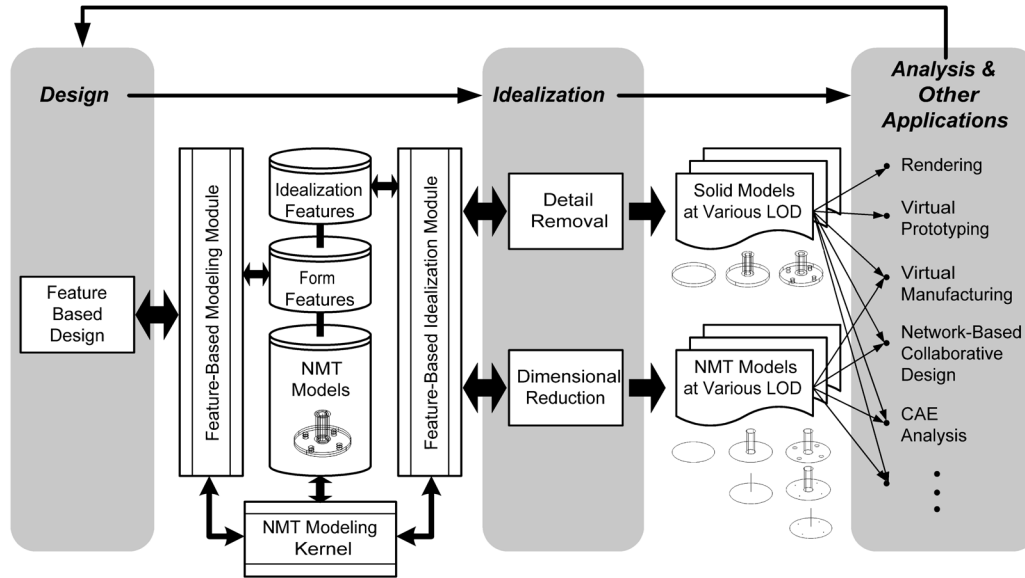 Design
Idealization
Analysis &
Other
Applications
Feature
Based
Design
Feature-Based Modeling Module
Idealization
Features
Form
Features
NMT
Models
Feature-Based Idealization Module
NMT Modeling
Kernel
Detail
Removal
Dimensional
Reduction
Solid Models
at Various LOD
NMT Models
at Various LOD
Rendering
Virtual
Prototyping
Virtual
Manufacturing
Network-Based
Collaborative
Design
CAE
Analysis